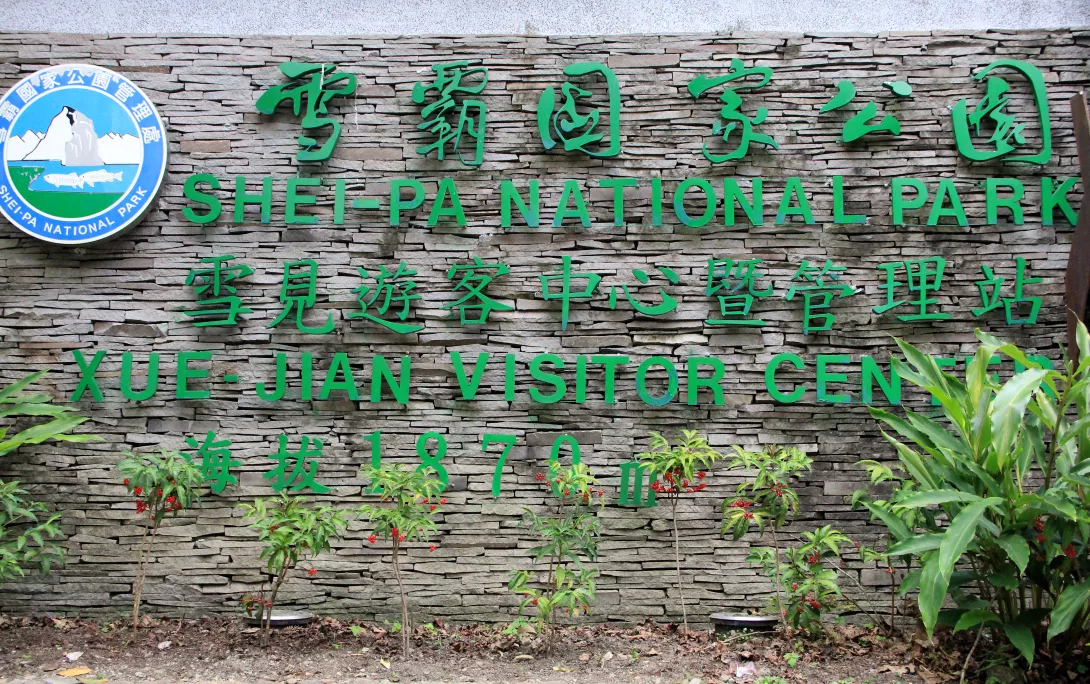 雪霸國家公園
SHEI-PA NATIONAL PARK
雪見遊客中心暨管理站
XUE-JIAN VISITOR CENTER
海拔1870m
雪霸國家公園管理處
SHEI-PA NATIONAL PARK